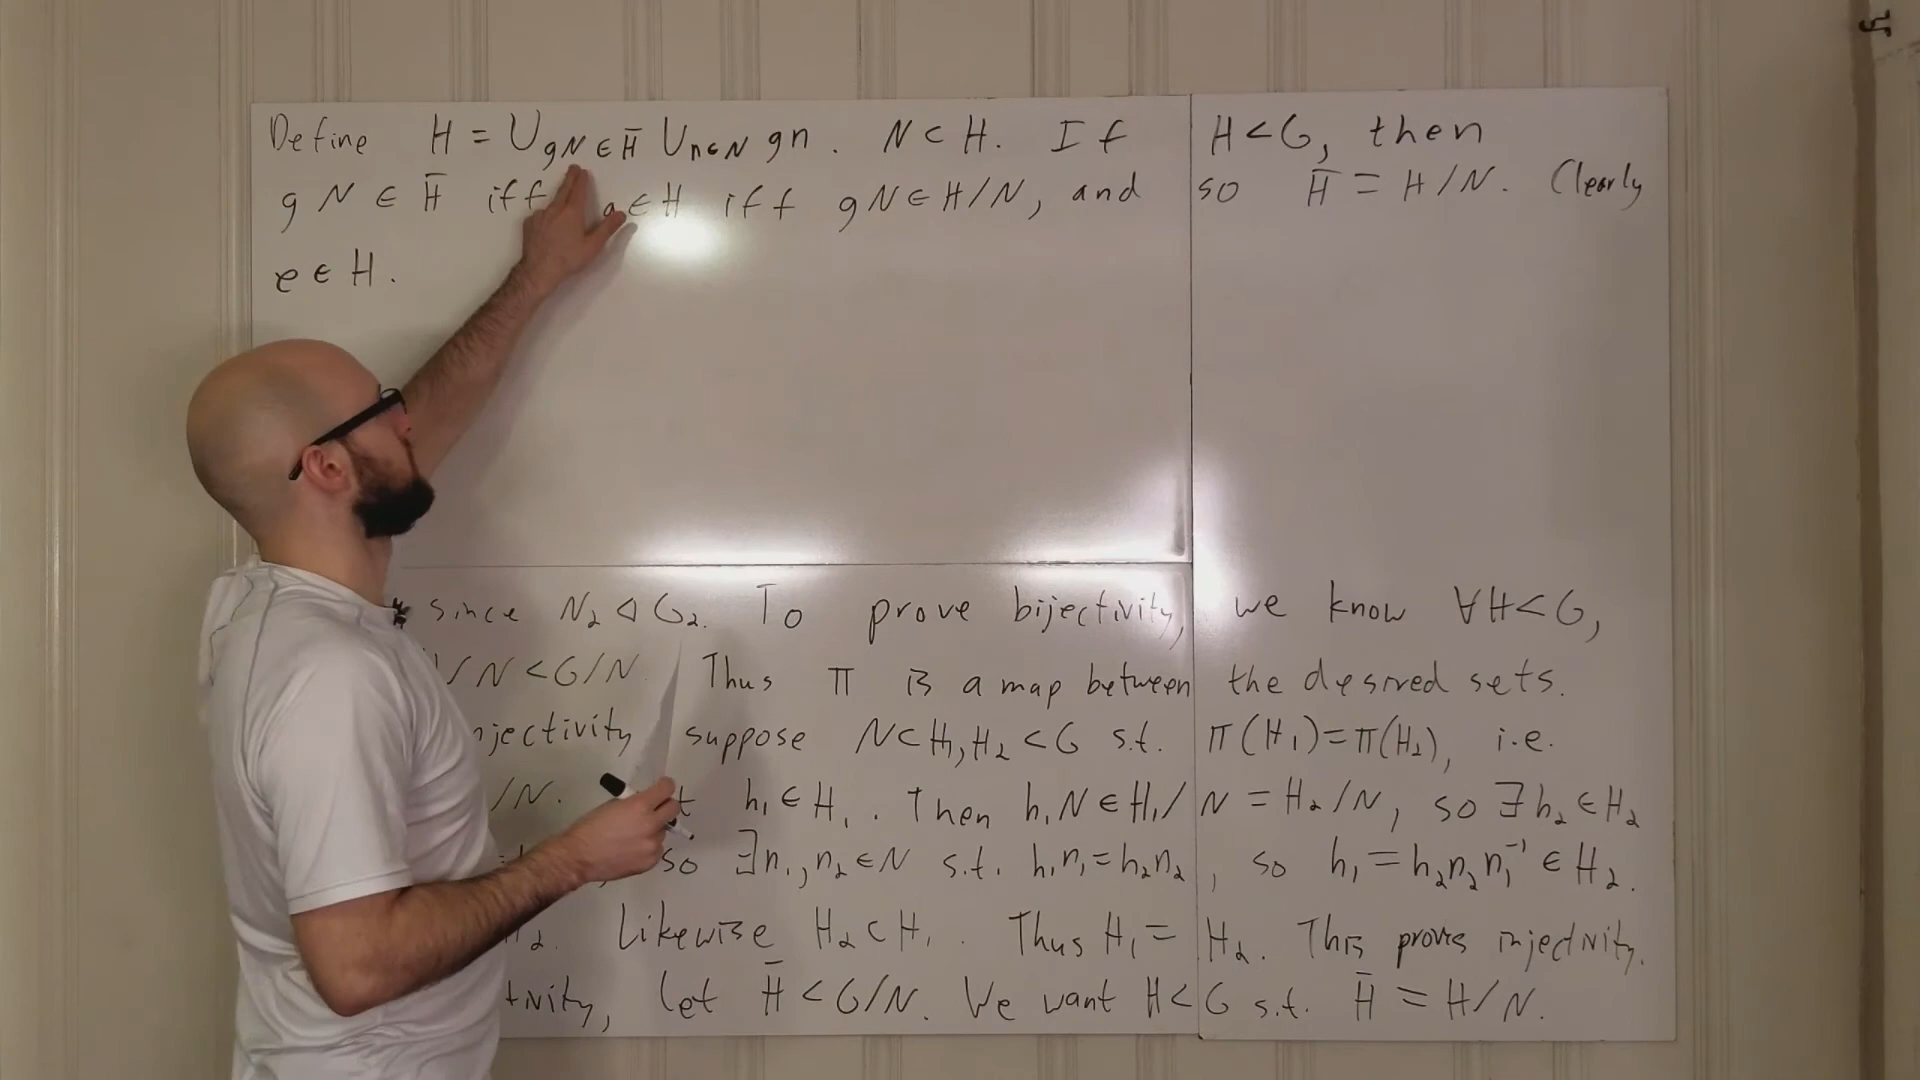 Define H = ∪_{gN∈H̄} ∪_{n∈N} gn. N ⊂ H. If H<G, then
gN ∈ H̄ iff g∈H iff gN∈H/N, and so H̄ = H/N. Clearly
e∈H.
since N₂ ◁ G₂. To prove bijectivity, we know ∀H<G,
/N <G/N Thus π is a map between the desired sets.
njectivity suppose N⊂H₁,H₂<G s.t. π(H₁)=π(H₂), i.e.
/N. h₁∈H₁. Then h₁N∈H₁/N = H₂/N, so ∃h₂∈H₂
so ∃n₁,n₂∈N s.t. h₁n₁=h₂n₂, so h₁=h₂n₂n₁⁻¹∈H₂.
H₂. Likewise H₂⊂H₁. Thus H₁=H₂. This proves injectivity.
tivity, let H̄<G/N. We want H<G s.t. H̄ = H/N.